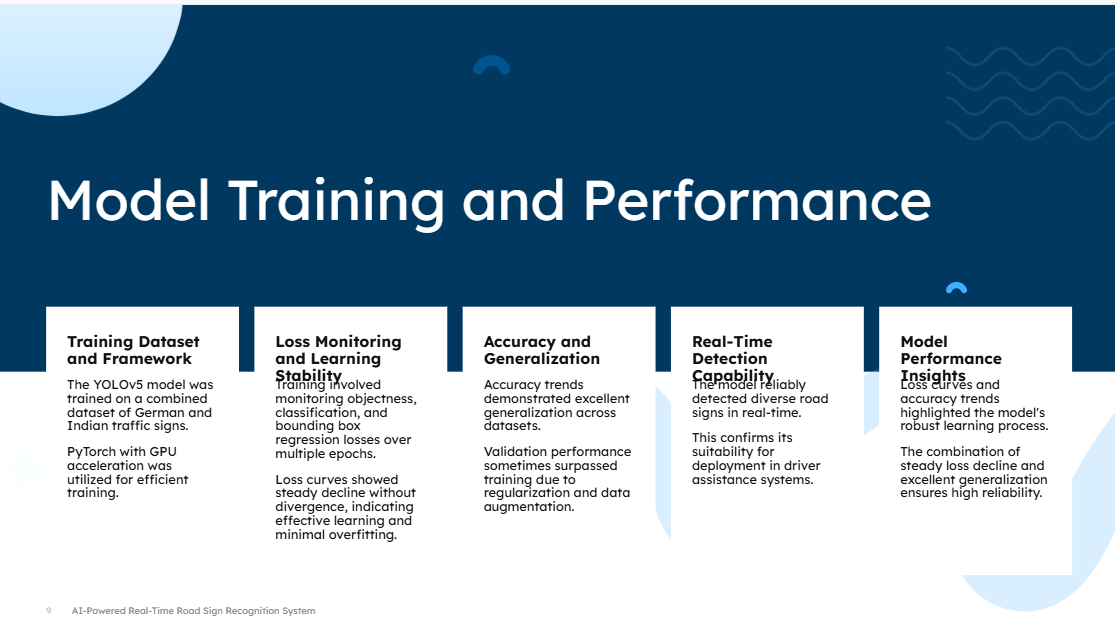 Model Training and Performance
Training Dataset
and Framework
The YOLOv5 model was
trained on a combined
dataset of German and
Indian traffic signs.
PyTorch with GPU
acceleration was
utilized for efficient
training.
Loss Monitoring
and Learning
Stability
Training involved
monitoring objectness,
classification, and
bounding box
regression losses over
multiple epochs.
Loss curves showed
steady decline without
divergence, indicating
effective learning and
minimal overfitting.
Accuracy and
Generalization
Accuracy trends
demonstrated excellent
generalization across
datasets.
Validation performance
sometimes surpassed
training due to
regularization and data
augmentation.
Real-Time
Detection
Capability
The model reliably
detected diverse road
signs in real-time.
This confirms its
suitability for
deployment in driver
assistance systems.
Model
Performance
Insights
Loss curves and
accuracy trends
highlighted the model's
robust learning process.
The combination of
steady loss decline and
excellent generalization
ensures high reliability.
9 AI-Powered Real-Time Road Sign Recognition System